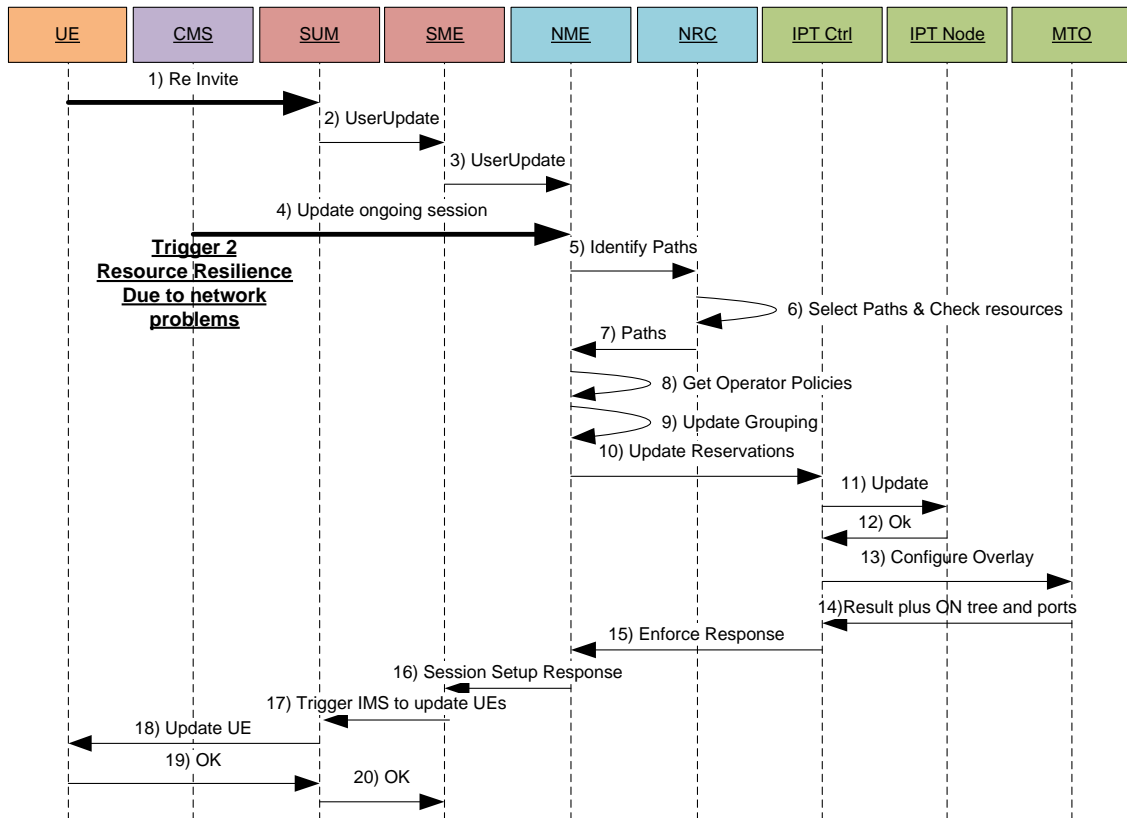 UE
CMS
SUM
SME
NME
NRC
IPT Ctrl
IPT Node
MTO
1) Re Invite
2) UserUpdate
3) UserUpdate
4) Update ongoing session
Trigger 2
Resource Resilience
Due to network
problems
5) Identify Paths
6) Select Paths & Check resources
7) Paths
8) Get Operator Policies
9) Update Grouping
10) Update Reservations
11) Update
12) Ok
13) Configure Overlay
14)Result plus ON tree and ports
15) Enforce Response
16) Session Setup Response
17) Trigger IMS to update UEs
18) Update UE
19) OK
20) OK